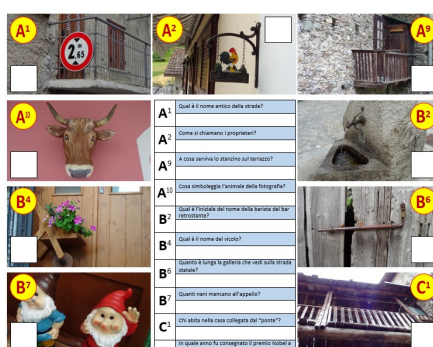 A1
A2
A9
2,65
m
A10
A1 Qual è il nome antico della strada?
B2
A2 Come si chiamano i proprietari?
A9 A cosa serviva lo stanzino sul terrazzo?
A10 Cosa simboleggia l'animale della fotografia?
B4
B2 Qual è l'iniziale del nome della barista del bar
retrostante?
B6
B4 Qual è il nome del vicolo?
B6 Quanto è lunga la galleria che vedi sulla strada
statale?
B7
B7 Quanti nani mancano all'appello?
C1
C1 Chi abita nella casa collegata dal "ponte"?
In quale anno fu consegnato il premio Nobel a